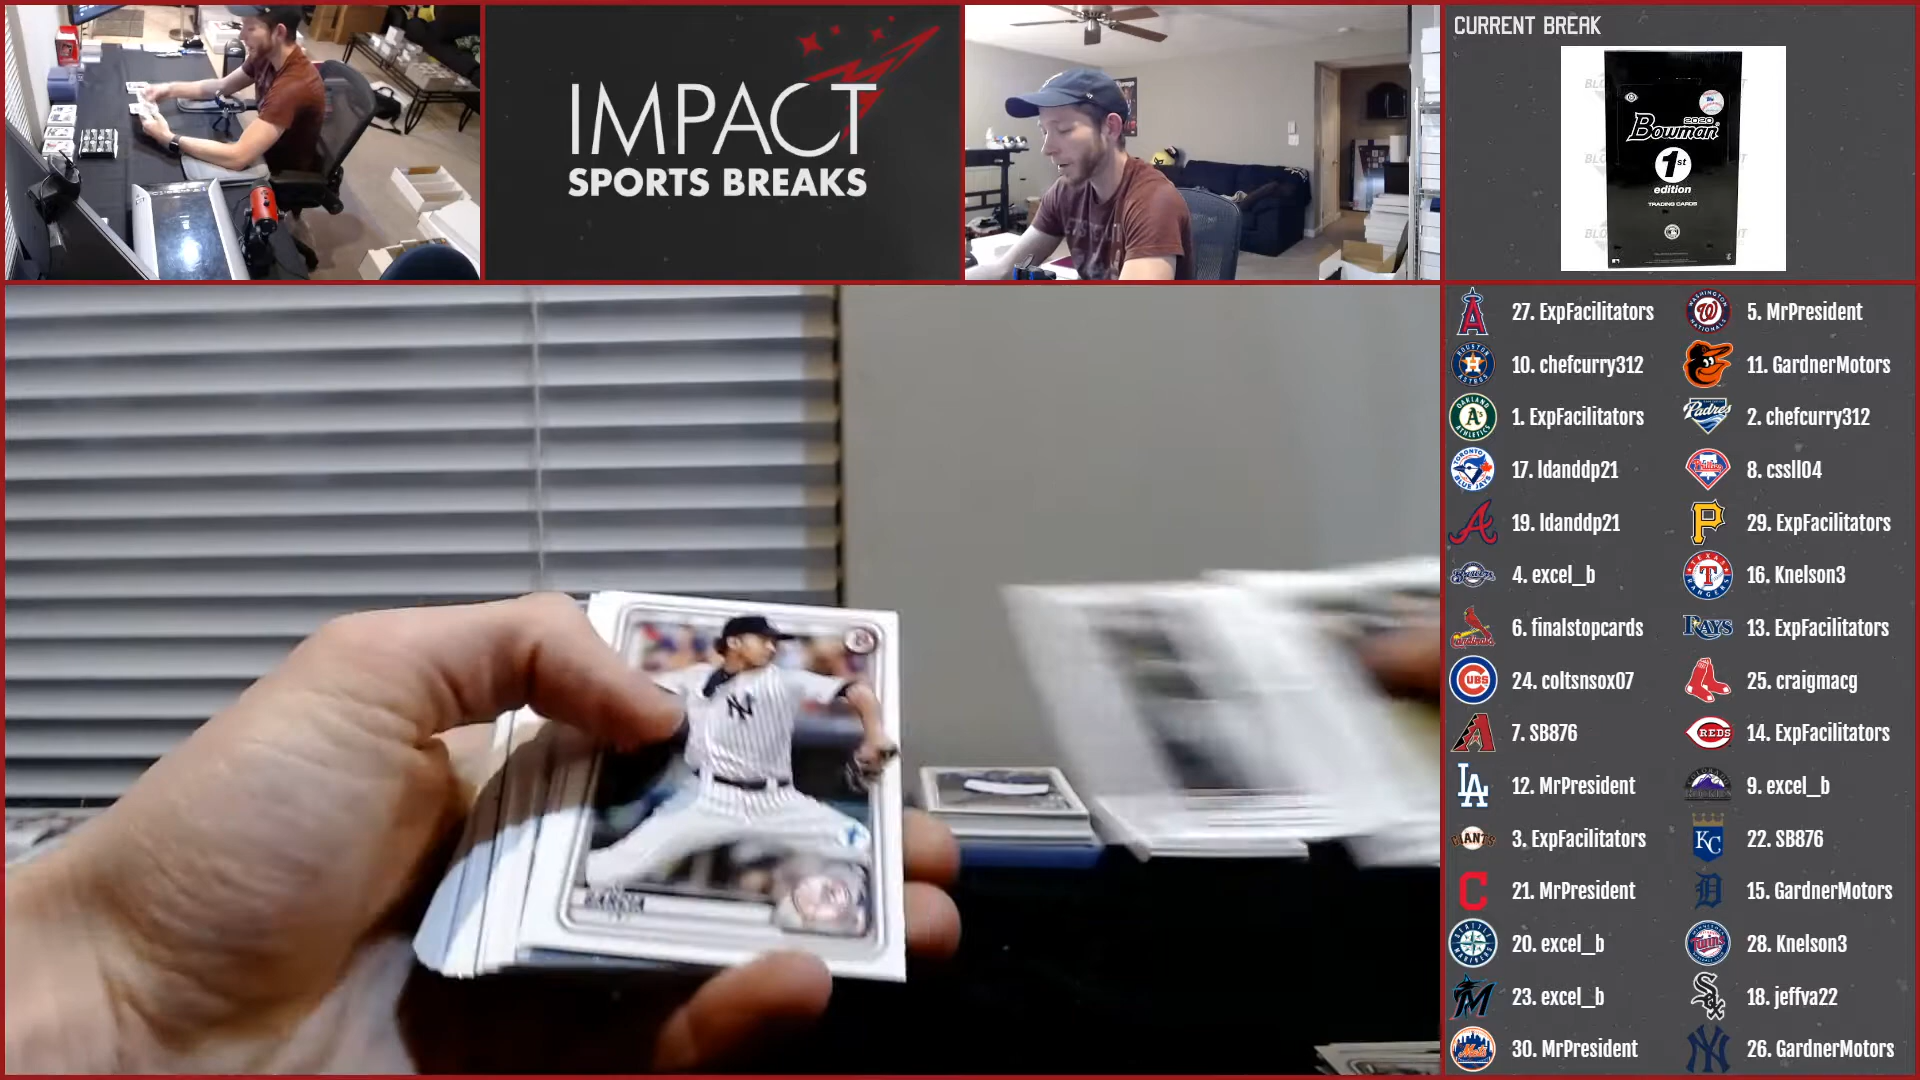 IMPACT
SPORTS BREAKS
CURRENT BREAK
2020
Bowman
1st
edition
TRADING CARDS
27. ExpFacilitators
5. MrPresident
10. chefcurry312
11. GardnerMotors
1. ExpFacilitators
2. chefcurry312
17. ldanddp21
8. cssll04
19. ldanddp21
29. ExpFacilitators
4. excel_b
16. Knelson3
6. finalstopcards
13. ExpFacilitators
24. coltsnsox07
25. craigmacg
7. SB876
14. ExpFacilitators
12. MrPresident
9. excel_b
3. ExpFacilitators
22. SB876
21. MrPresident
15. GardnerMotors
20. excel_b
28. Knelson3
23. excel_b
18. jeffva22
30. MrPresident
26. GardnerMotors
GARCIA
NY